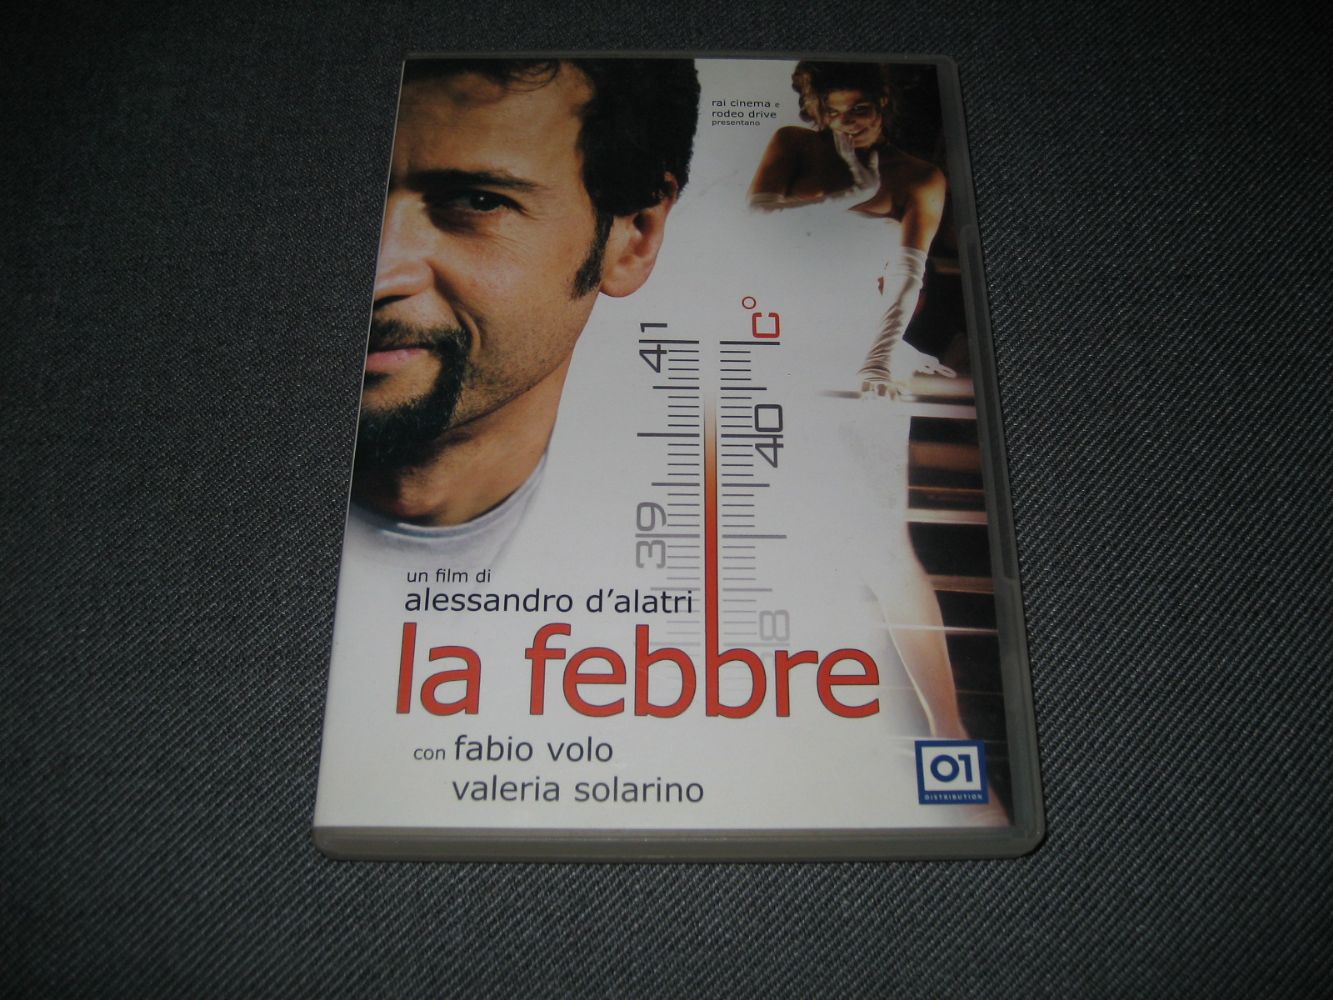 rai cinema e
rodeo drive
presentano
C°
41
40
39
38
un film di
alessandro d'alatri
la febbre
con fabio volo
valeria solarino
01
DISTRIBUTION